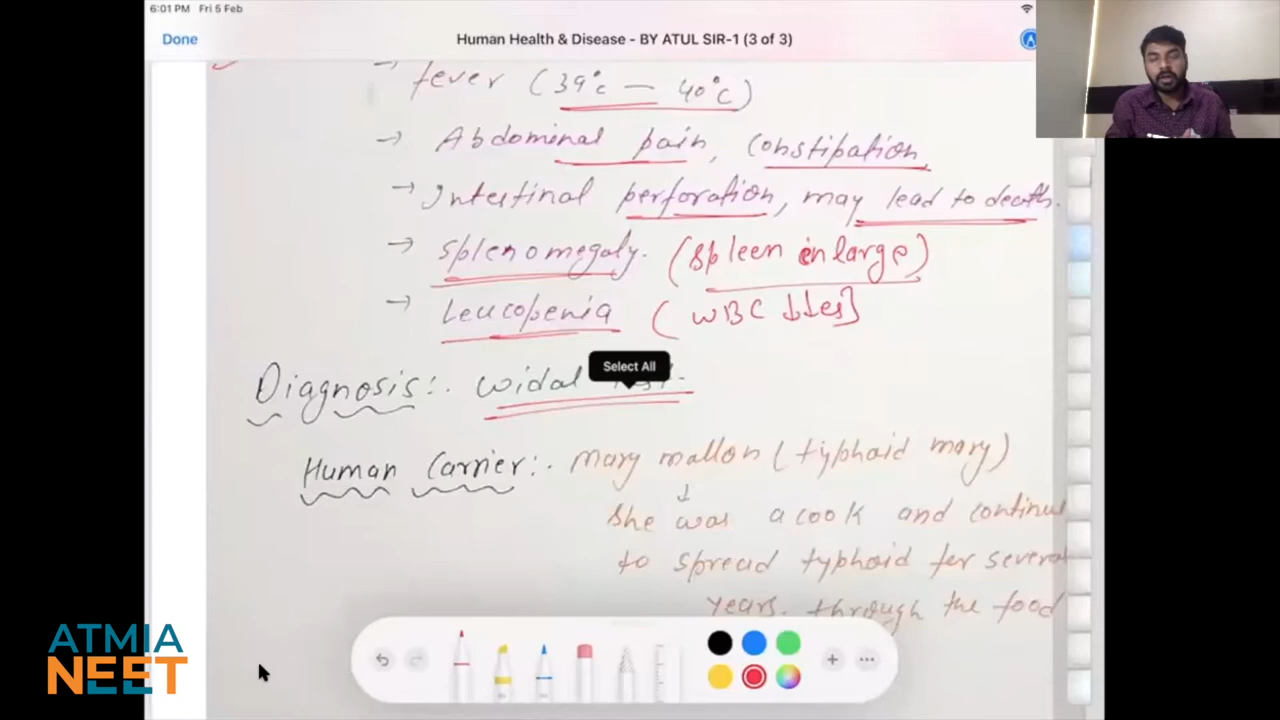 6:01 PM Fri 5 Feb
Done
Human Health & Disease - BY ATUL SIR-1 (3 of 3)
→ fever (39°c — 40°c)
→ Abdominal pain, Constipation
→ Intestinal perforation, may lead to death.
→ Splenomegaly. (Spleen enlarge)
→ Leucopenia (WBC ↓↓es]
Select All
Diagnosis:- Widal
Human Carrier:- Mary mallon (typhoid mary)
↓
She was a cook and continu
to spread typhoid for several
years. through the food
ATMIA
NEET